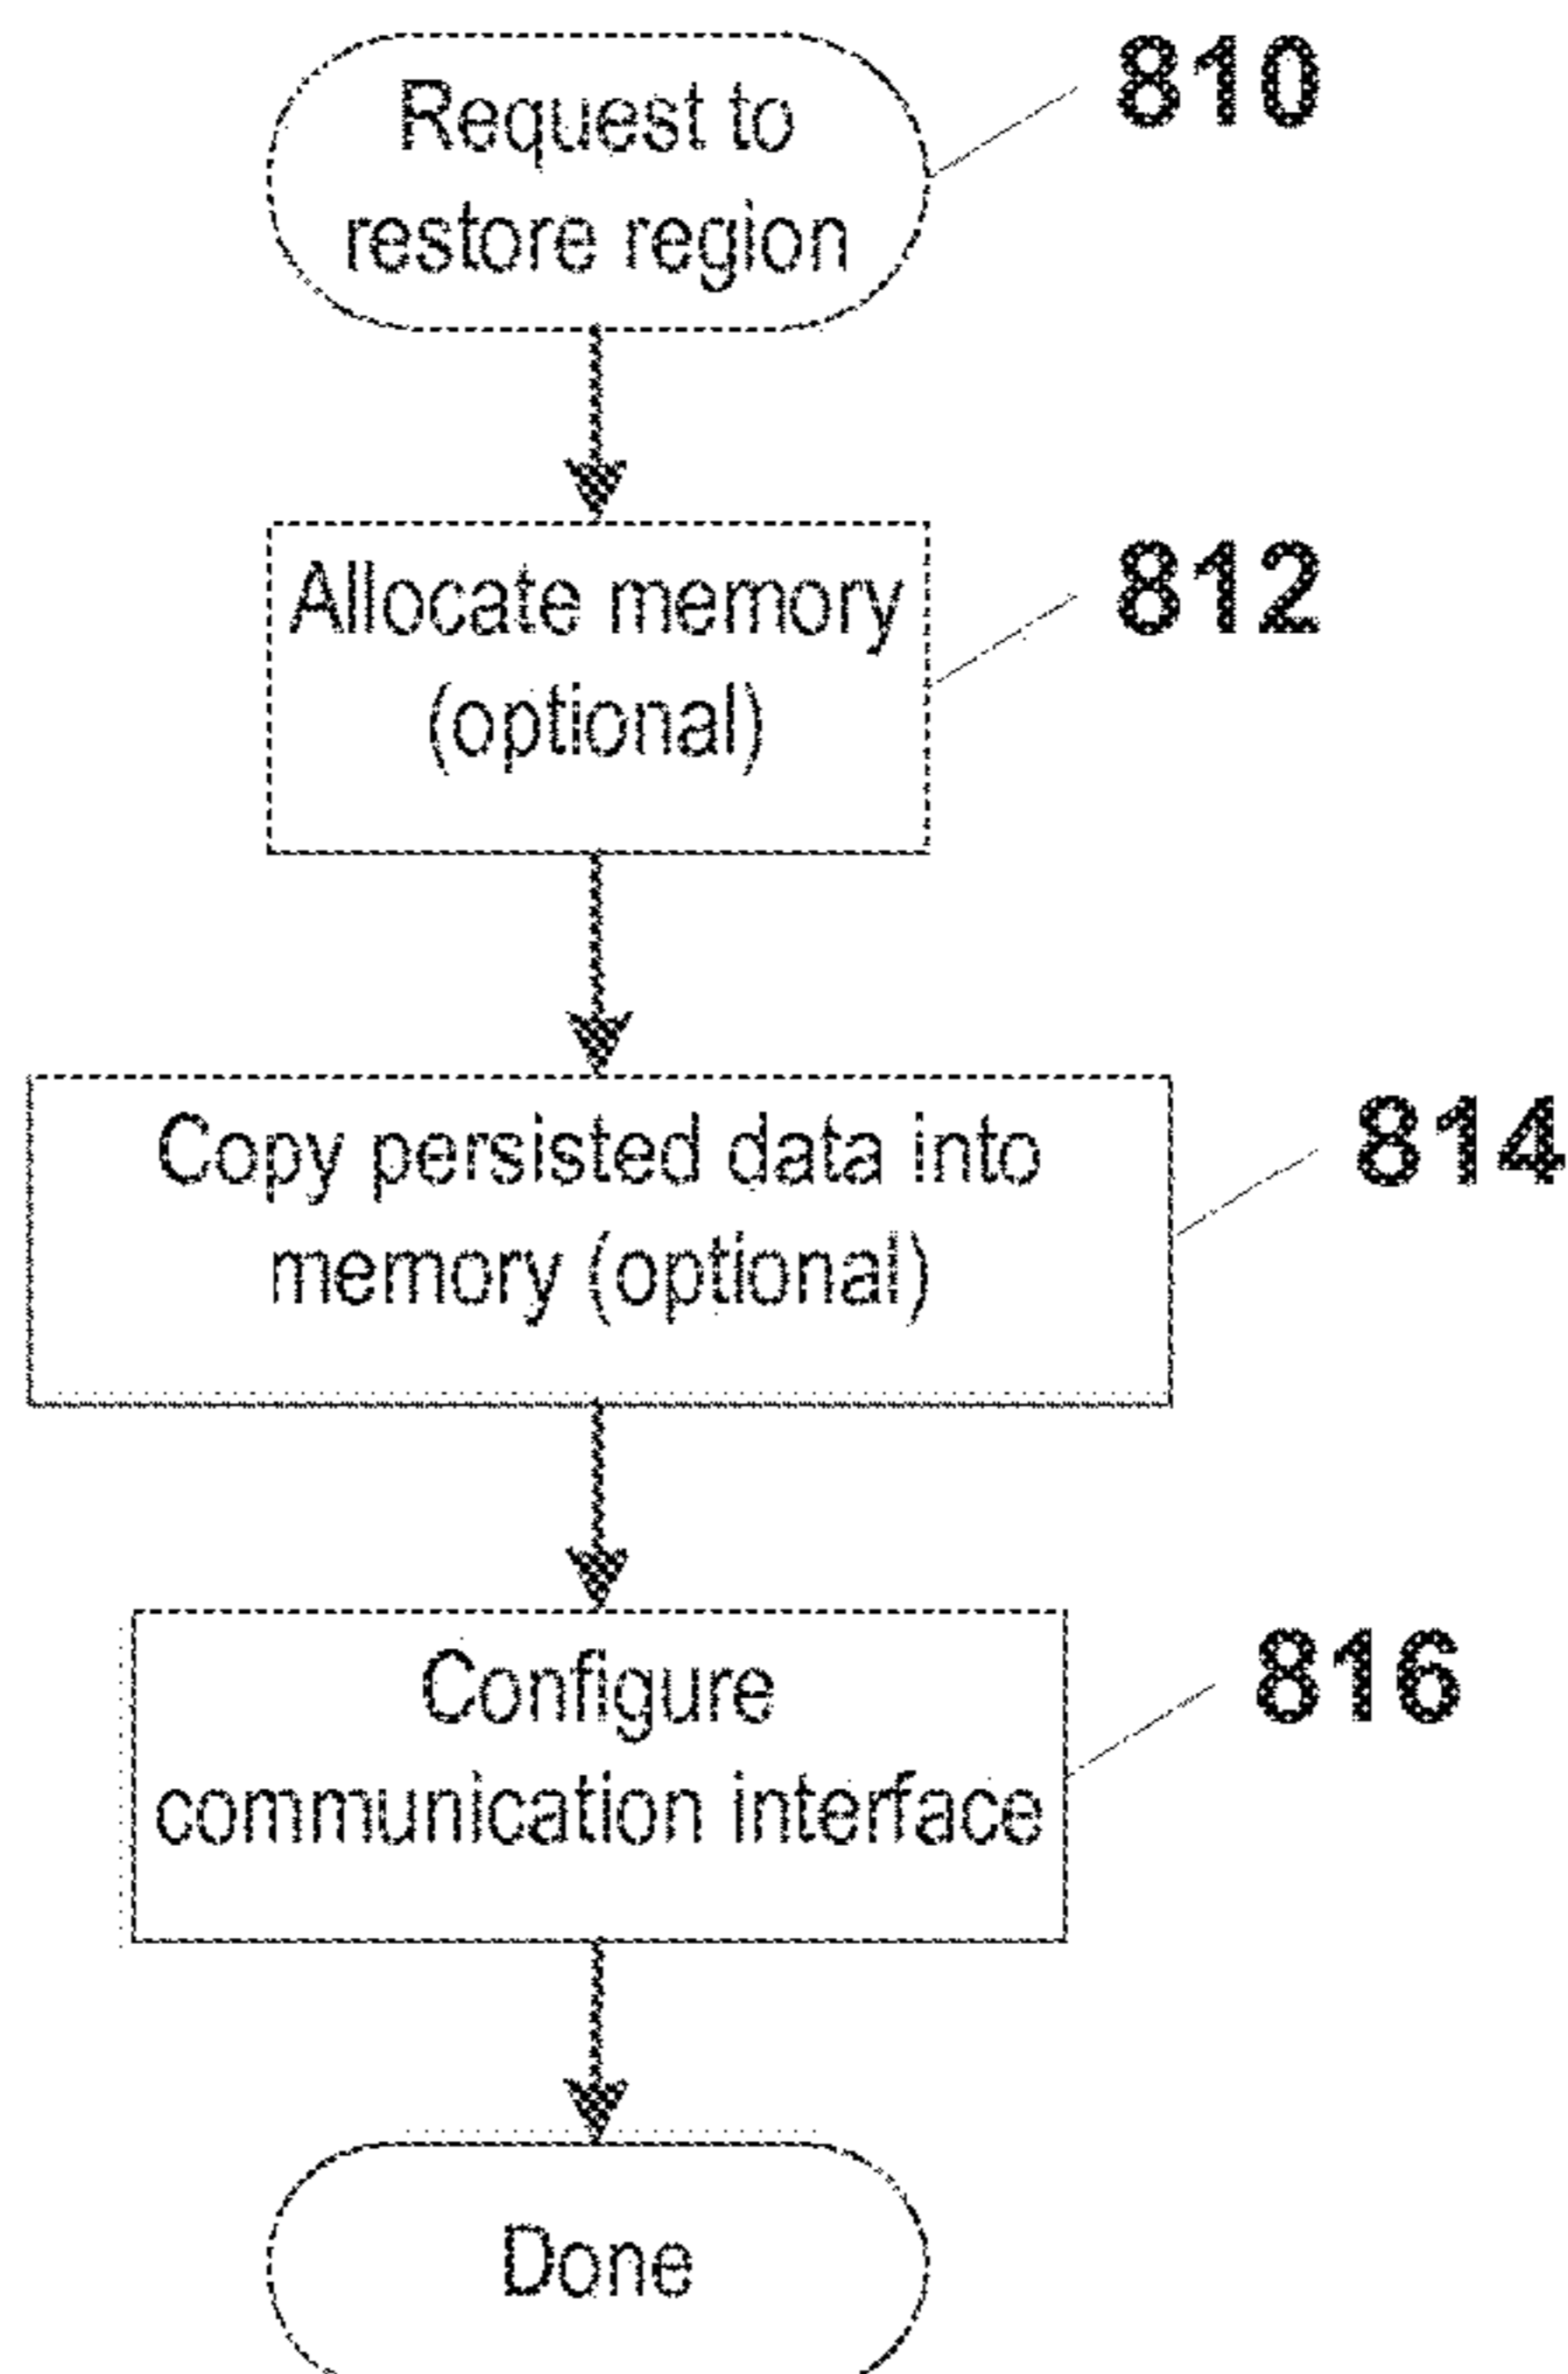 Request to
restore region
810
Allocate memory
(optional)
812
Copy persisted data into
memory (optional)
814
Configure
communication interface
816
Done